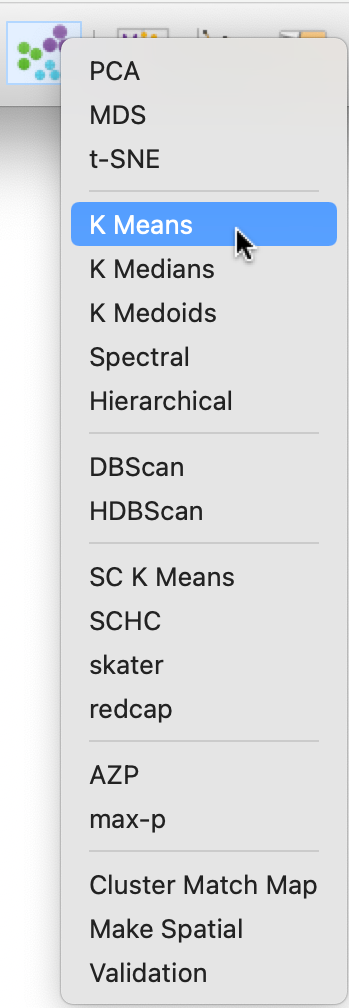 PCA
MDS
t-SNE
K Means
K Medians
K Medoids
Spectral
Hierarchical
DBScan
HDBScan
SC K Means
SCHC
skater
redcap
AZP
max-p
Cluster Match Map
Make Spatial
Validation